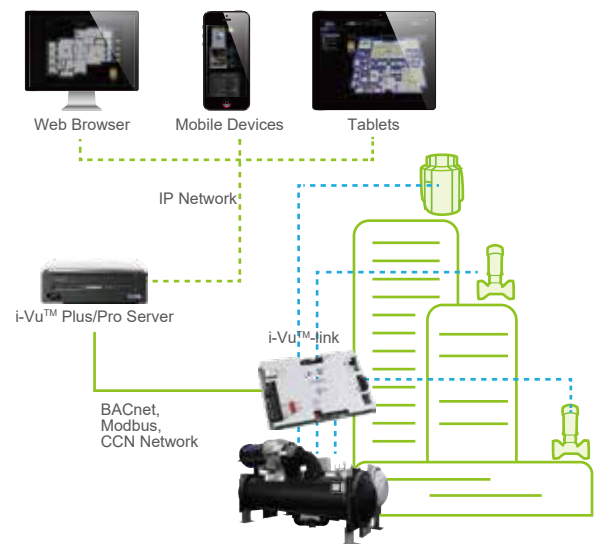 Web Browser
Mobile Devices
Tablets
IP Network
i-Vu™ Plus/Pro Server
i-Vu™-link
BACnet,
Modbus,
CCN Network